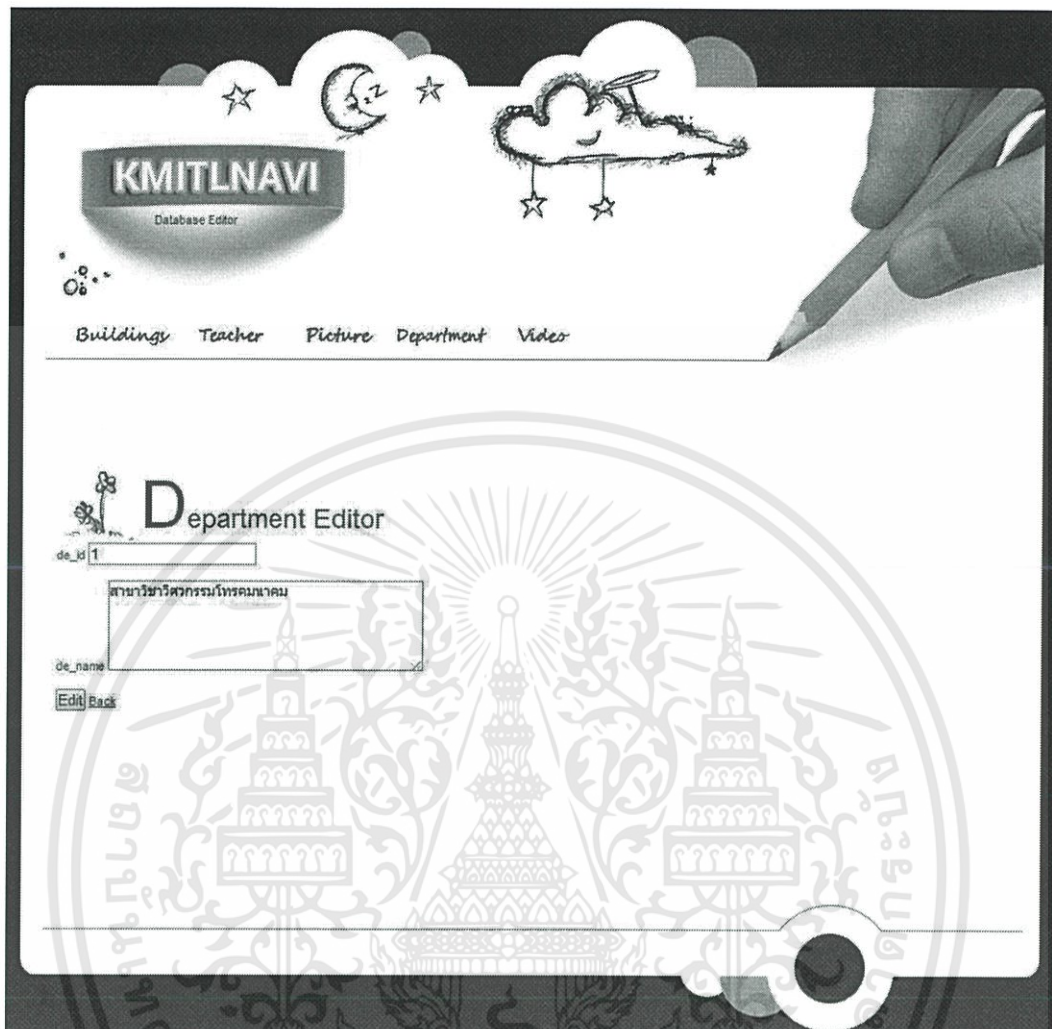 zzz
KMITLNAVI
Database Editor
Buildings Teacher Picture Department Video
Department Editor
de_id 1
สาขาวิชาวิศวกรรมโทรคมนาคม
de_name
Edit Back